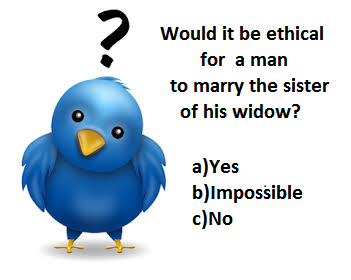 ?
Would it be ethical
for a man
to marry the sister
of his widow?
a)Yes
b)Impossible
c)No